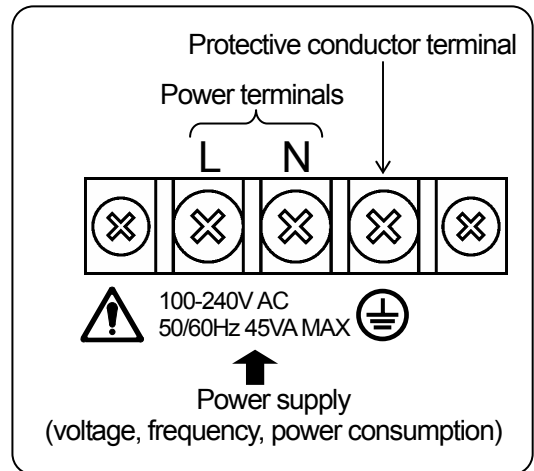 Protective conductor terminal
Power terminals
L N
100-240V AC
50/60Hz 45VA MAX
Power supply
(voltage, frequency, power consumption)